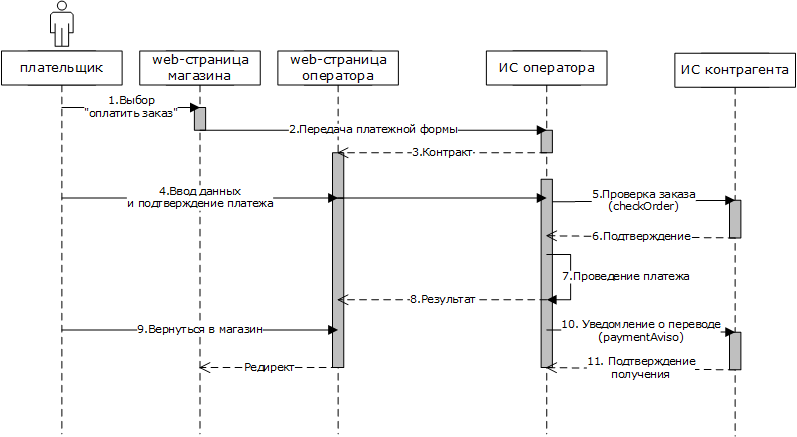 плательщик
web-страница
магазина
web-страница
оператора
ИС оператора
ИС контрагента
1.Выбор
"оплатить заказ"
2.Передача платежной формы
3.Контракт
4.Ввод данных
и подтверждение платежа
5.Проверка заказа
(checkOrder)
6.Подтверждение
7.Проведение платежа
8.Результат
9.Вернуться в магазин
10. Уведомление о переводе
(paymentAviso)
Редирект
11. Подтверждение
получения